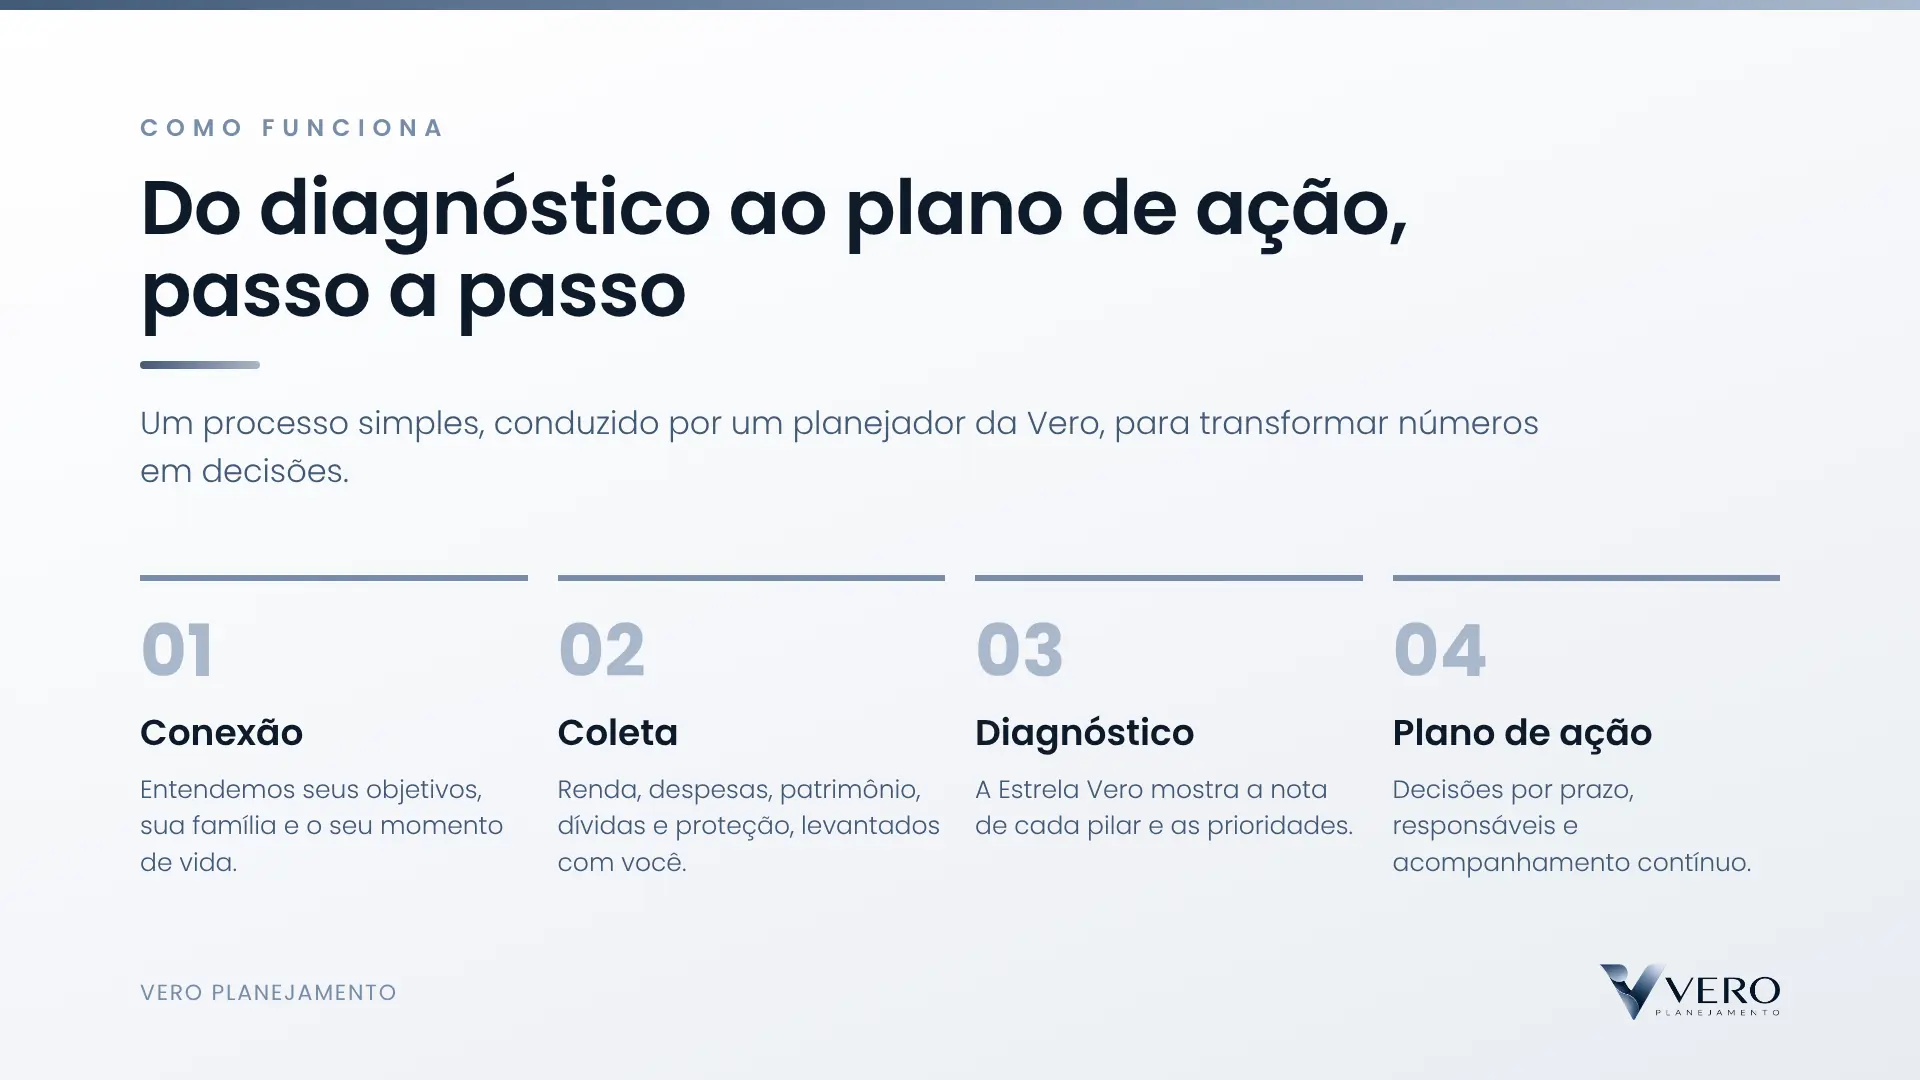 COMO FUNCIONA
Do diagnóstico ao plano de ação,
passo a passo
Um processo simples, conduzido por um planejador da Vero, para transformar números
em decisões.
01
Conexão
Entendemos seus objetivos,
sua família e o seu momento
de vida.
02
Coleta
Renda, despesas, patrimônio,
dívidas e proteção, levantados
com você.
03
Diagnóstico
A Estrela Vero mostra a nota
de cada pilar e as prioridades.
04
Plano de ação
Decisões por prazo,
responsáveis e
acompanhamento contínuo.
VERO PLANEJAMENTO
VERO
PLANEJAMENTO